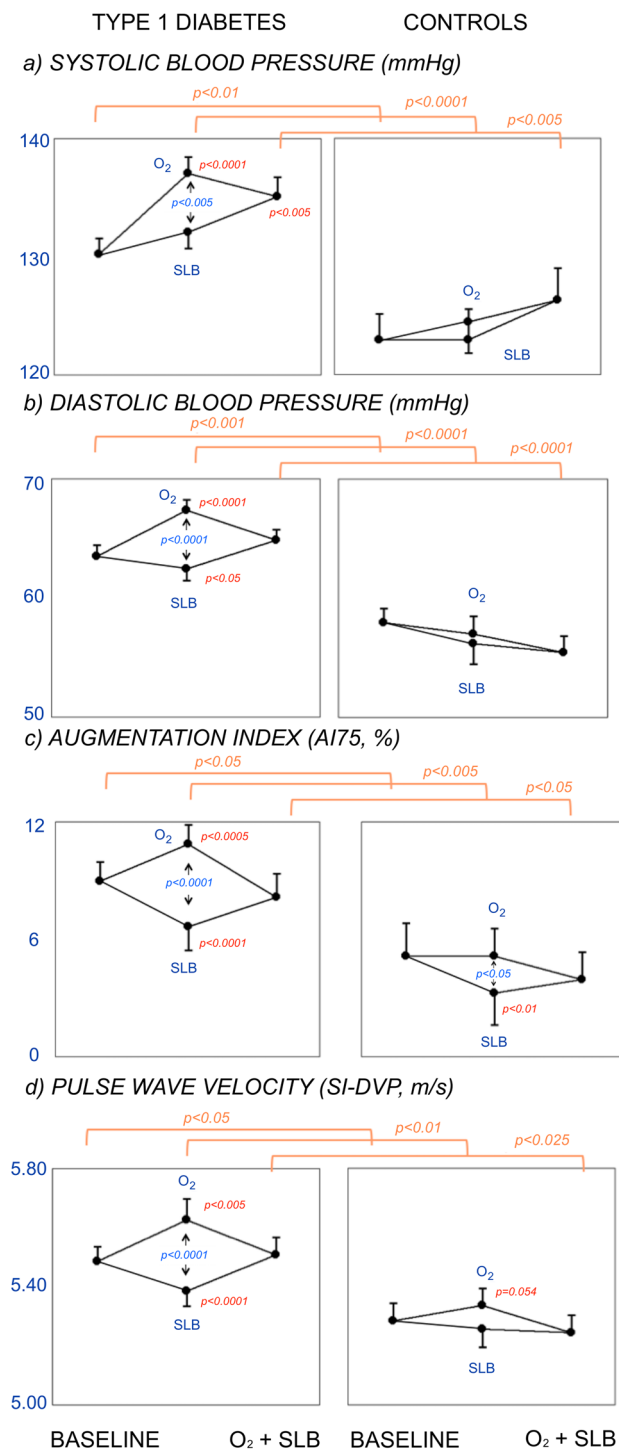 TYPE 1 DIABETES CONTROLS
a) SYSTOLIC BLOOD PRESSURE (mmHg)
p<0.01
p<0.0001
p<0.005
140
O2 p<0.0001
p<0.005
p<0.005
130
SLB
O2
SLB
120
b) DIASTOLIC BLOOD PRESSURE (mmHg)
p<0.001
p<0.0001
p<0.0001
70
O2 p<0.0001
p<0.0001
p<0.05
60
SLB
O2
SLB
50
c) AUGMENTATION INDEX (AI75, %)
p<0.05
p<0.005
p<0.05
12
O2 p<0.0005
p<0.0001
p<0.0001
6
SLB
O2
p<0.05
p<0.01
SLB
0
d) PULSE WAVE VELOCITY (SI-DVP, m/s)
p<0.05
p<0.01
p<0.025
5.80
O2
p<0.005
p<0.0001
p<0.0001
5.40
SLB
O2
p=0.054
SLB
5.00
BASELINE O2 + SLB BASELINE O2 + SLB